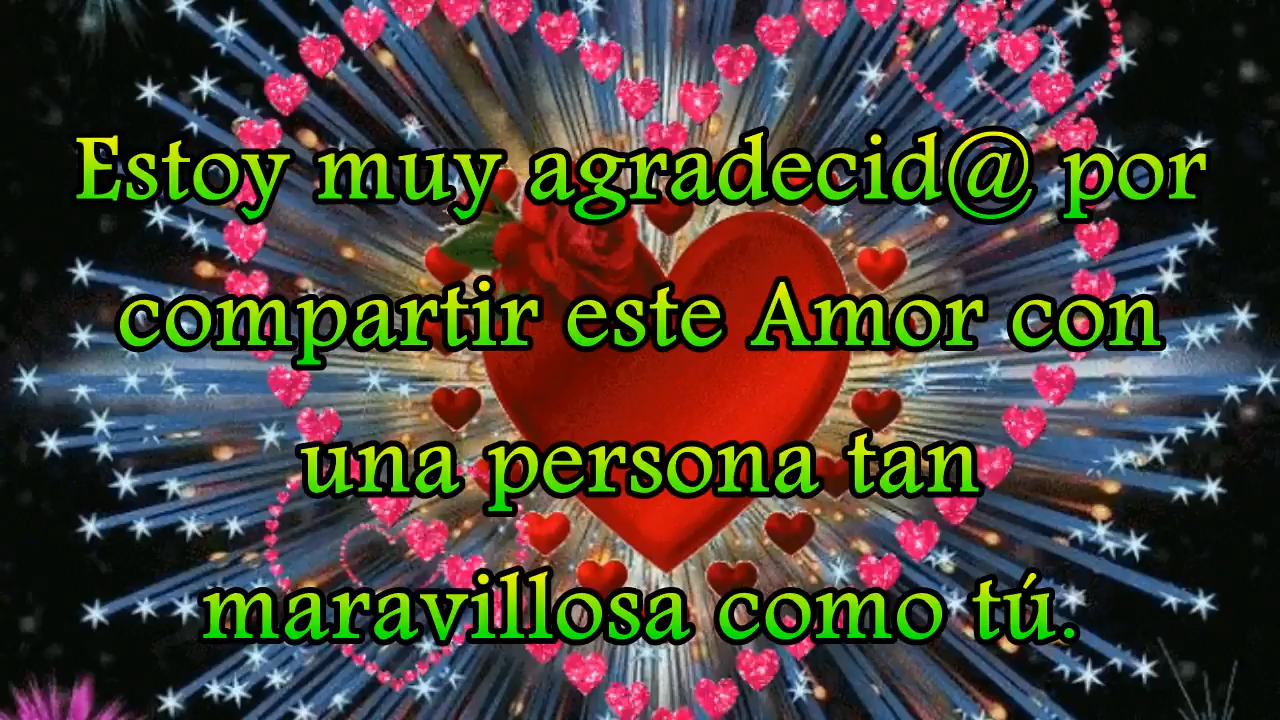 Estoy muy agradecid@ por
compartir este Amor con
una persona tan
maravillosa como tú.